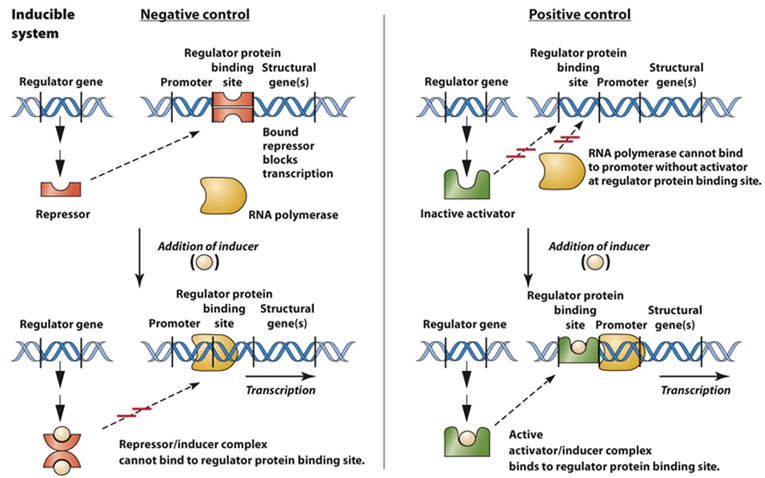 Inducible
system
Negative control
Regulator protein
binding
site
Regulator gene
Promoter
Structural
gene(s)
Bound
repressor
blocks
transcription
Repressor
RNA polymerase
Addition of inducer
( )
Regulator protein
binding
site
Regulator gene
Promoter
Structural
gene(s)
Transcription
Repressor/inducer complex
cannot bind to regulator protein binding site.
Positive control
Regulator protein
binding
site
Regulator gene
Promoter
Structural
gene(s)
RNA polymerase cannot bind
to promoter without activator
at regulator protein binding site.
Inactive activator
Addition of inducer
( )
Regulator protein
binding
site
Regulator gene
Promoter
Structural
gene(s)
Transcription
Active
activator/inducer complex
binds to regulator protein binding site.